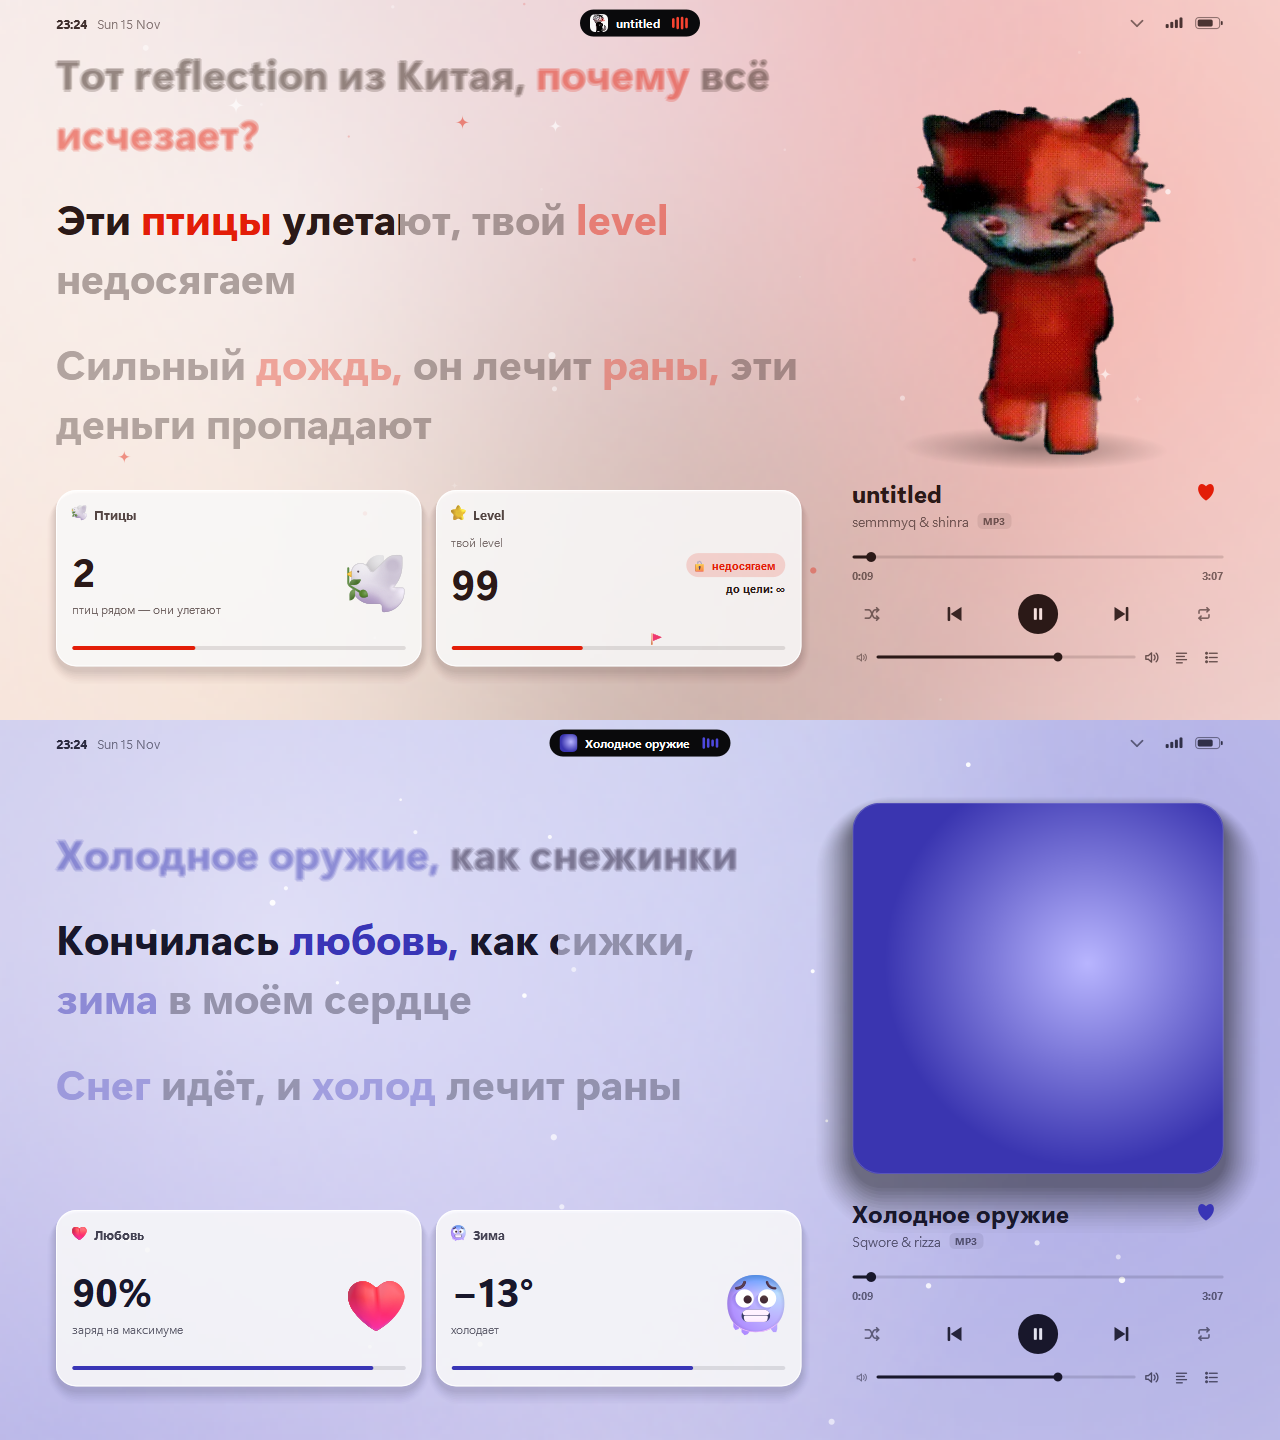 23:24 Sun 15 Nov
untitled
Тот reflection из Китая, почему всё
исчезает?
Эти птицы улетают, твой level
недосягаем
Сильный дождь, он лечит раны, эти
деньги пропадают
Птицы
2
птиц рядом — они улетают
Level
твой level
99
недосягаем
до цели: ∞
untitled
semmmyq & shinra MP3
0:09 3:07
23:24 Sun 15 Nov
Холодное оружие
Холодное оружие, как снежинки
Кончилась любовь, как сижки,
зима в моём сердце
Снег идёт, и холод лечит раны
Любовь
90%
заряд на максимуме
Зима
−13°
холодает
Холодное оружие
Sqwore & rizza MP3
0:09 3:07